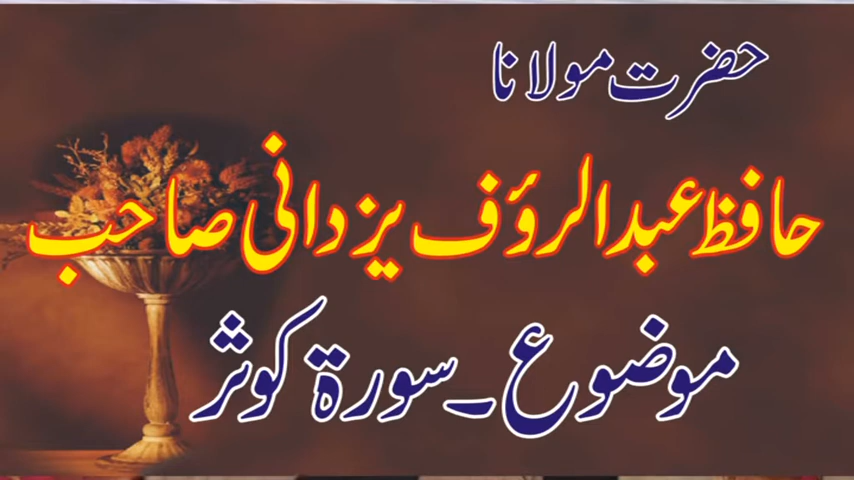 حضرت مولانا
حافظ عبدالرؤف یزدانی صاحب
موضوع ۔ سورۃ کوثر